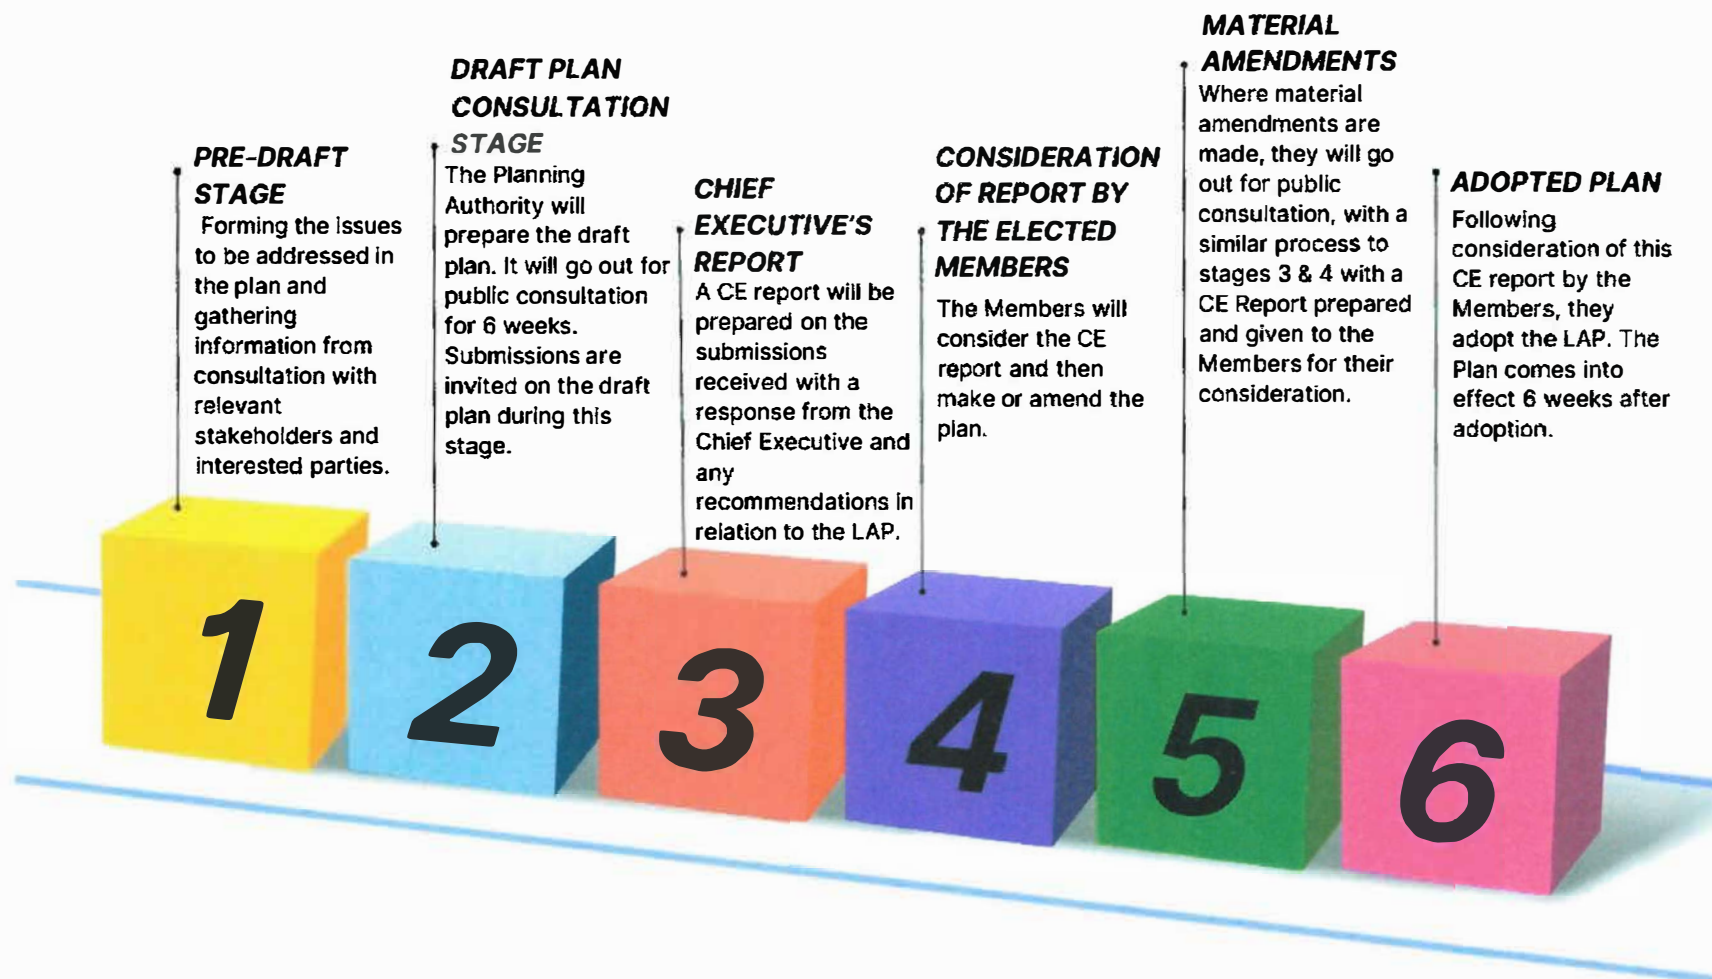 PRE-DRAFT
STAGE
Forming the issues
to be addressed in
the plan and
gathering
information from
consultation with
relevant
stakeholders and
interested parties.
DRAFT PLAN
CONSULTATION
STAGE
The Planning
Authority will
prepare the draft
plan. It will go out for
public consultation
for 6 weeks.
Submissions are
invited on the draft
plan during this
stage.
CHIEF
EXECUTIVE'S
REPORT
A CE report will be
prepared on the
submissions
received with a
response from the
Chief Executive and
any
recommendations in
relation to the LAP.
CONSIDERATION
OF REPORT BY
THE ELECTED
MEMBERS
The Members will
consider the CE
report and then
make or amend the
plan.
MATERIAL
AMENDMENTS
Where material
amendments are
made, they will go
out for public
consultation, with a
similar process to
stages 3 & 4 with a
CE Report prepared
and given to the
Members for their
consideration.
ADOPTED PLAN
Following
consideration of this
CE report by the
Members, they
adopt the LAP. The
Plan comes into
effect 6 weeks after
adoption.
1
2
3
4
5
6